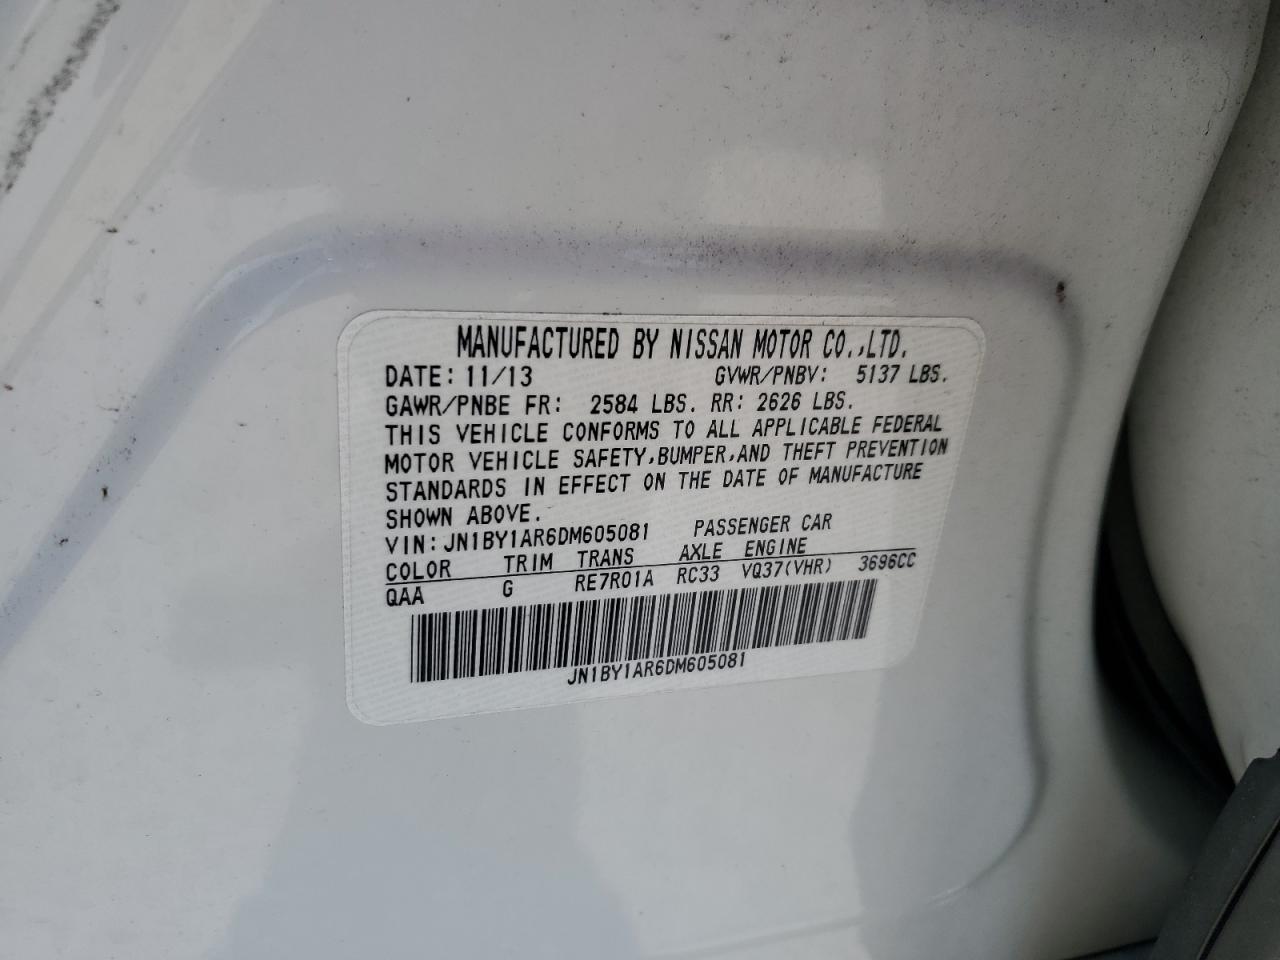 MANUFACTURED BY NISSAN MOTOR CO.,LTD.
DATE: 11/13 GVWR/PNBV: 5137 LBS.
GAWR/PNBE FR: 2584 LBS. RR: 2626 LBS.
THIS VEHICLE CONFORMS TO ALL APPLICABLE FEDERAL
MOTOR VEHICLE SAFETY,BUMPER,AND THEFT PREVENTION
STANDARDS IN EFFECT ON THE DATE OF MANUFACTURE
SHOWN ABOVE.
VIN: JN1BY1AR6DM605081 PASSENGER CAR
COLOR TRIM TRANS AXLE ENGINE
QAA G RE7R01A RC33 VQ37(VHR) 3696CC
JN1BY1AR6DM605081